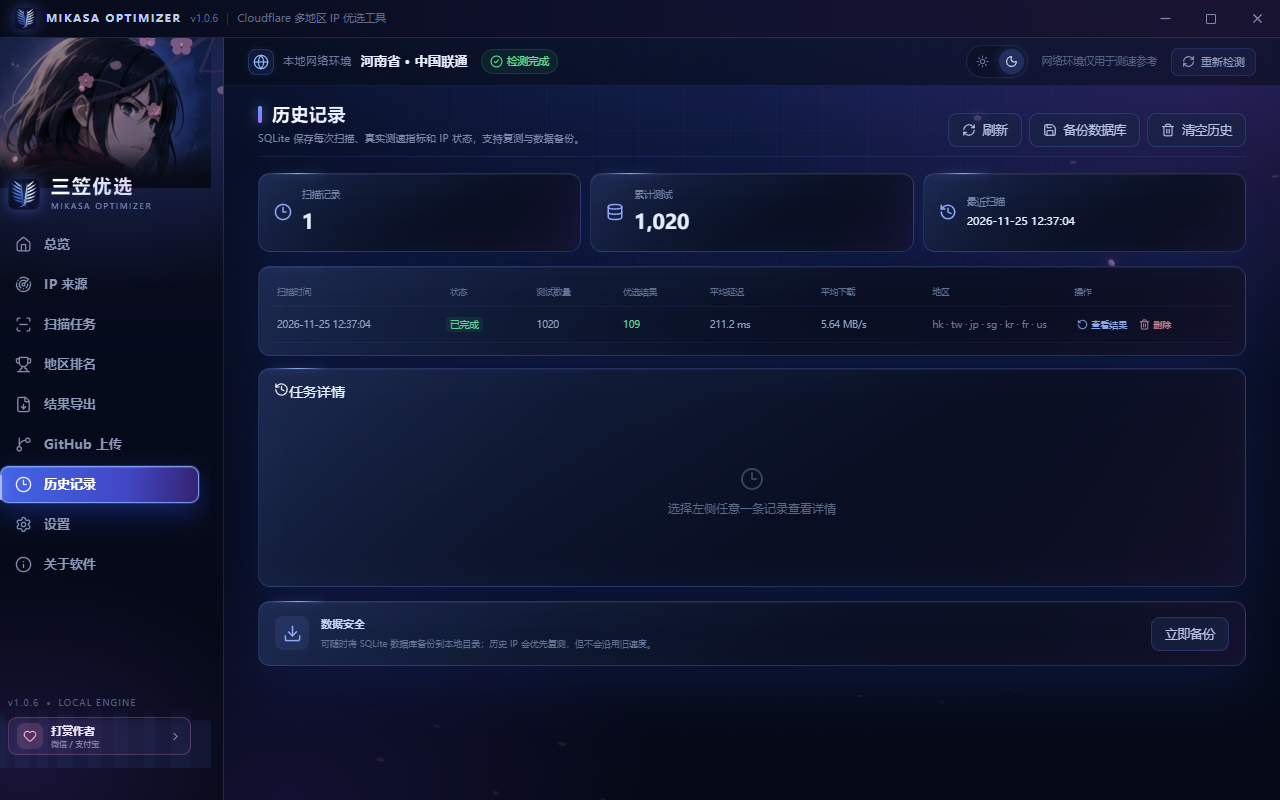 MIKASA OPTIMIZER v1.0.6 Cloudflare 多地区 IP 优选工具
本地网络环境 河南省 • 中国联通 检测完成 网络环境仅用于测速参考 重新检测
三笠优选
MIKASA OPTIMIZER
总览
IP 来源
扫描任务
地区排名
结果导出
GitHub 上传
历史记录
设置
关于软件
v1.0.6 • LOCAL ENGINE
打赏作者
微信 / 支付宝
历史记录
SQLite 保存每次扫描、真实测速指标和 IP 状态，支持复测与数据备份。
刷新 备份数据库 清空历史
扫描记录
1
累计测试
1,020
最近扫描
2026-11-25 12:37:04
扫描时间 状态 测试数量 优选结果 平均延迟 平均下载 地区 操作
2026-11-25 12:37:04 已完成 1020 109 211.2 ms 5.64 MB/s hk · tw · jp · sg · kr · fr · us 查看结果 删除
任务详情
选择左侧任意一条记录查看详情
数据安全
可随时将 SQLite 数据库备份到本地目录；历史 IP 会优先复测，但不会沿用旧速度。
立即备份